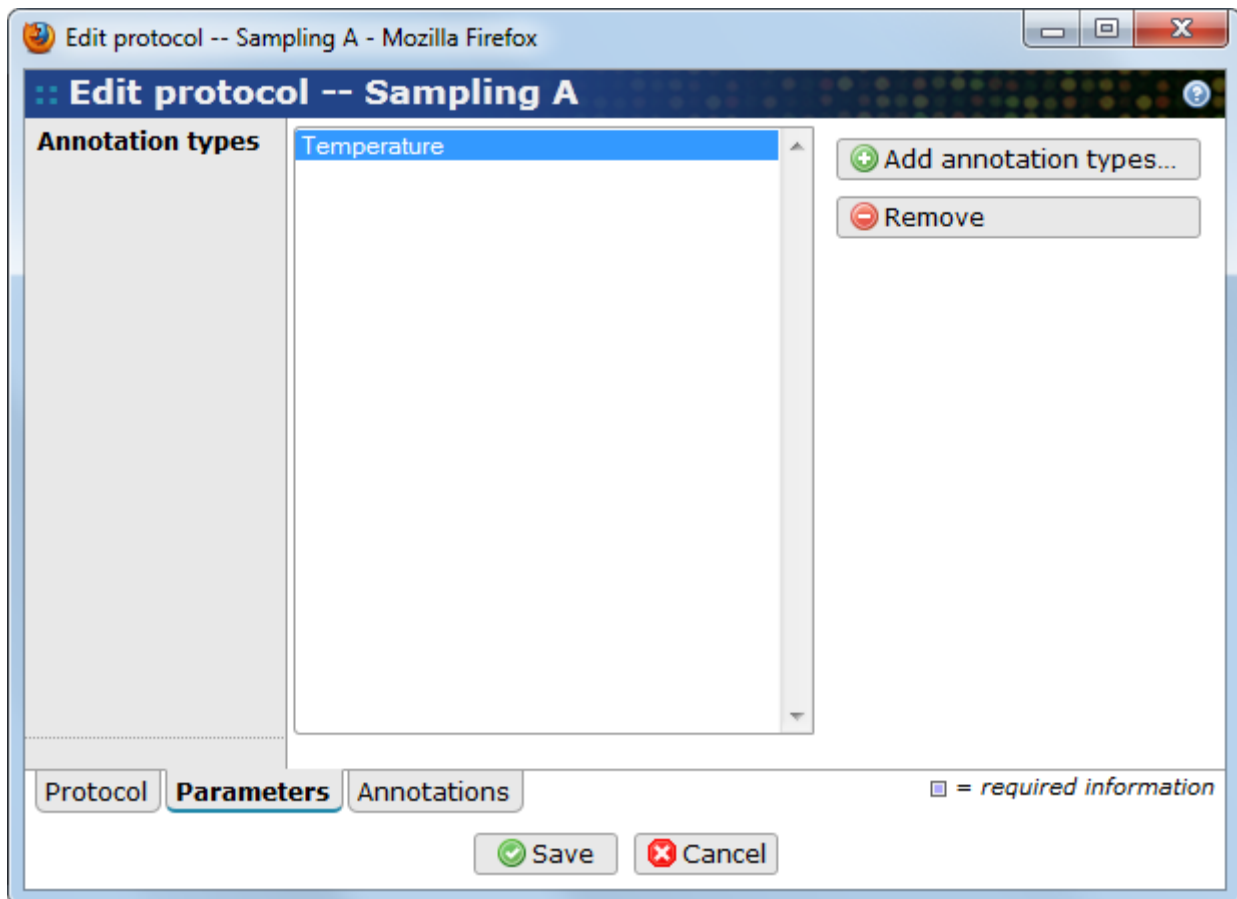 Edit protocol -- Sampling A - Mozilla Firefox
:: Edit protocol -- Sampling A
Annotation types
Temperature
Add annotation types...
Remove
Protocol Parameters Annotations
= required information
Save Cancel